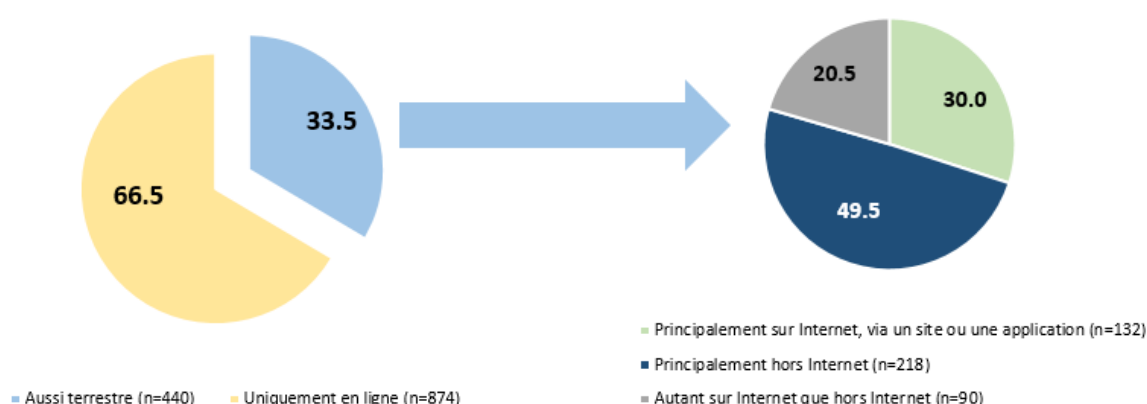 33.5
66.5
20.5
30.0
49.5
Aussi terrestre (n=440)
Uniquement en ligne (n=874)
Principalement sur Internet, via un site ou une application (n=132)
Principalement hors Internet (n=218)
Autant sur Internet que hors Internet (n=90)